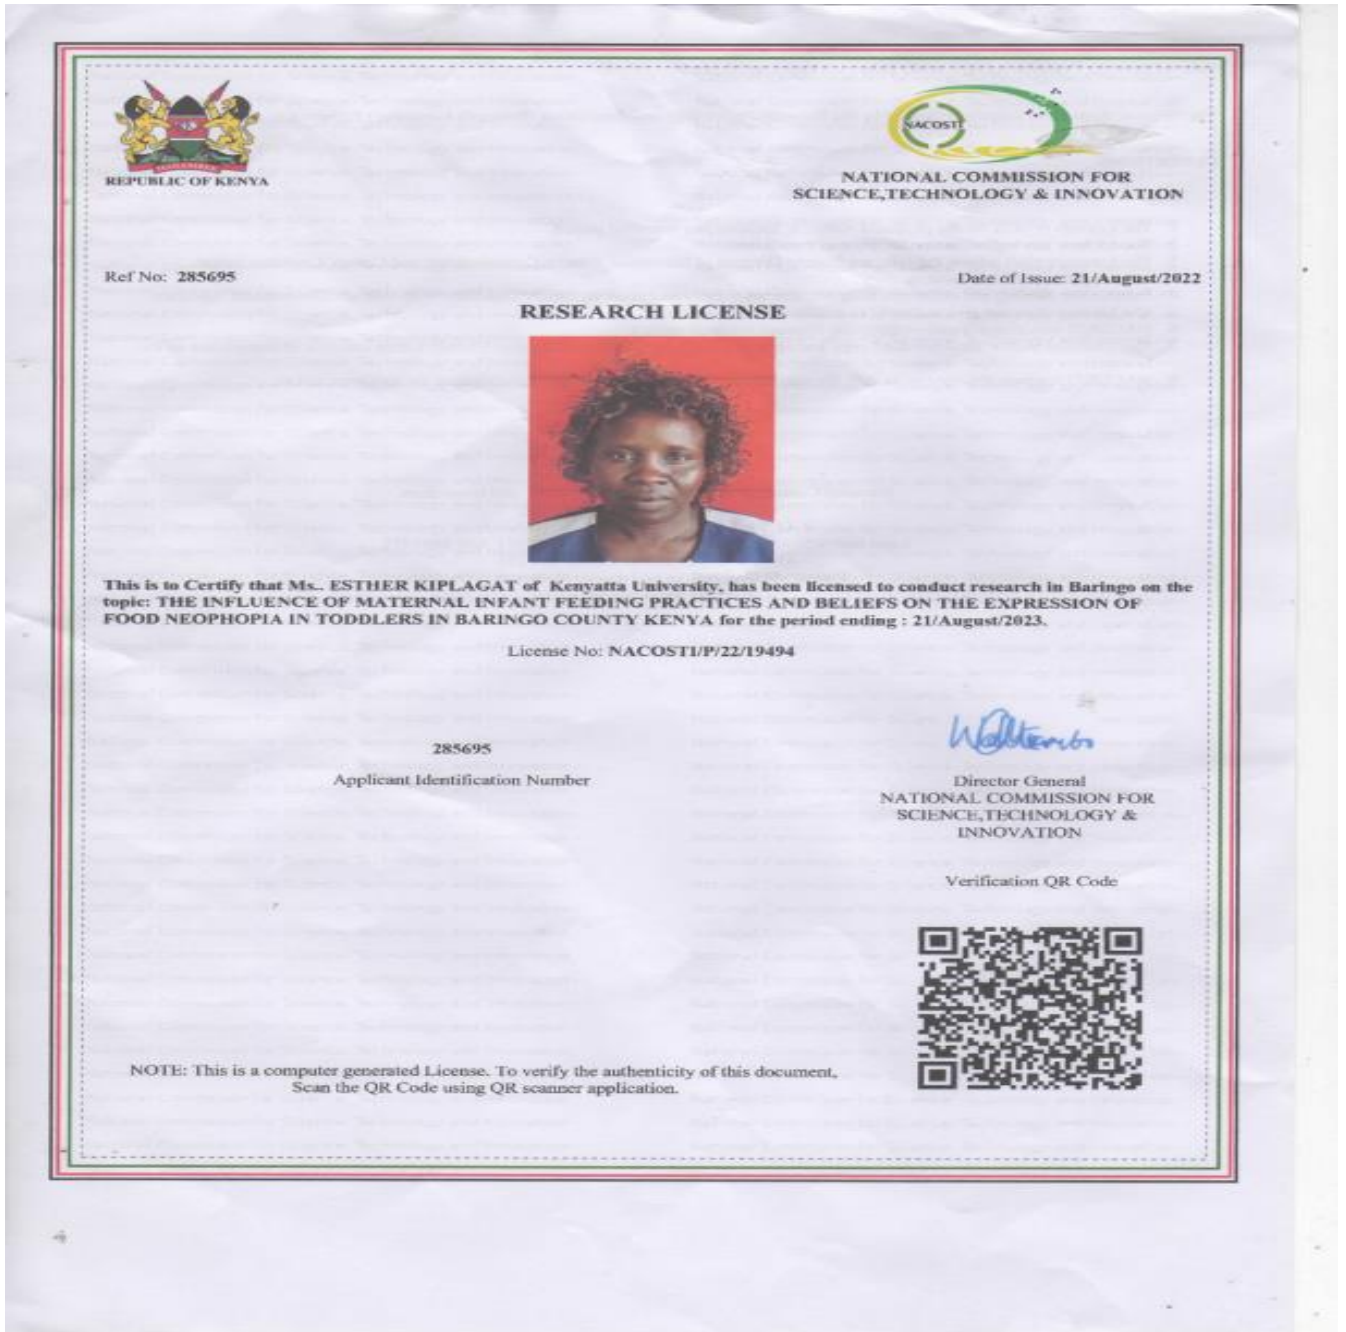 REPUBLIC OF KENYA
NACOSTI
NATIONAL COMMISSION FOR
SCIENCE,TECHNOLOGY & INNOVATION
Ref No: 285695
Date of Issue: 21/August/2022
RESEARCH LICENSE
This is to Certify that Ms.. ESTHER KIPLAGAT of Kenyatta University, has been licensed to conduct research in Baringo on the
topic: THE INFLUENCE OF MATERNAL INFANT FEEDING PRACTICES AND BELIEFS ON THE EXPRESSION OF
FOOD NEOPHOPIA IN TODDLERS IN BARINGO COUNTY KENYA for the period ending : 21/August/2023.
License No: NACOSTI/P/22/19494
285695
Applicant Identification Number
Director General
NATIONAL COMMISSION FOR
SCIENCE,TECHNOLOGY &
INNOVATION
Verification QR Code
NOTE: This is a computer generated License. To verify the authenticity of this document,
Scan the QR Code using QR scanner application.